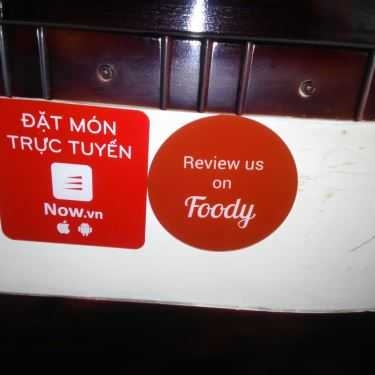 ĐẶT MÓN
TRỰC TUYẾN
Now.vn
Review us
on
Foody